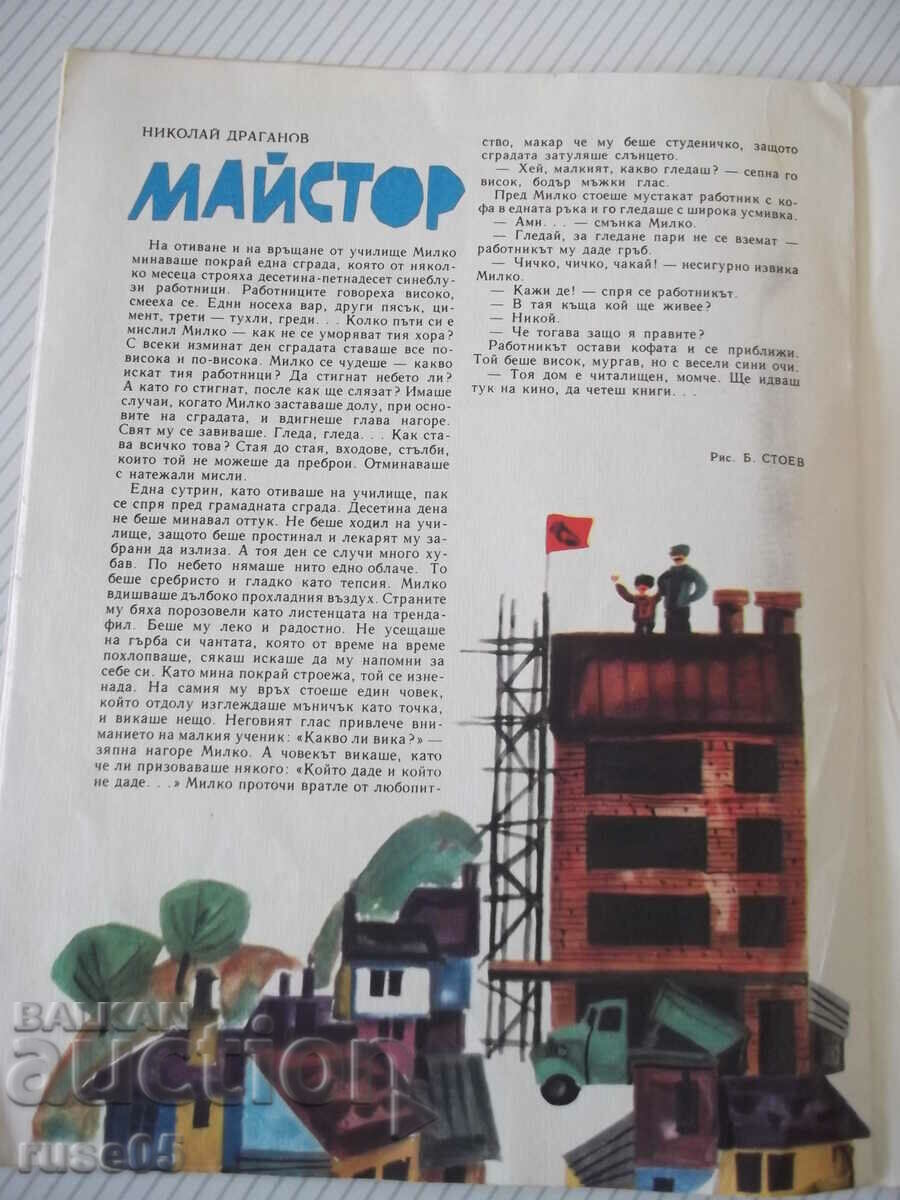 НИКОЛАЙ ДРАГАНОВ
МАЙСТОР
На отиване и на връщане от училище Милко
минаваше покрай една сграда, която от някол-
ко месеца строяха десетина-петнадесет синеблу-
зи работници. Работниците говореха високо,
смееха се. Едни носеха вар, други пясък, ци-
мент, трети — тухли, греди. . . Колко пъти си е
мислил Милко — как не се уморяват тия хора?
С всеки изминат ден сградата ставаше все по-
висока и по-висока. Милко се чудеше — какво
искат тия работници? Да стигнат небето ли?
А като го стигнат, после как ще слязат? Имаше
случаи, когато Милко заставаше долу, при осно-
вите на сградата, и вдигнеше глава нагоре.
Свят му се завиваше. Гледа, гледа. . . Как ста-
ва всичко това? Стая до стая, входове, стълби,
които той не можеше да преброи. Отминаваше
с натежали мисли.
Една сутрин, като отиваше на училище, пак
се спря пред грамадната сграда. Десетина дена
не беше минавал оттук. Не беше ходил на учи-
лище, защото беше простинал и лекарят му за-
брани да излиза. А тоя ден се случи много ху-
бав. По небето нямаше нито едно облаче. То
беше сребристо и гладко като тепсия. Милко
вдишваше дълбоко прохладния въздух. Страните
му бяха порозовели като листенцата на тренда-
фил. Беше му леко и радостно. Не усещаше
на гърба си чантата, която от време на време
похлопваше, сякаш искаше да му напомни за
себе си. Като мина покрай строежа, той се изне-
нада. На самия му връх стоеше един човек,
който отдолу изглеждаше мъничък като точка,
и викаше нещо. Неговият глас привлече вни-
манието на малкия ученик: «Какво ли вика?» —
зяпна нагоре Милко. А човекът викаше, като
че ли призоваваше някого: «Който даде и който
не даде. . .» Милко проточи вратле от любопит-
ство, макар че му беше студеничко, защото
сградата затуляше слънцето.
— Хей, малкият, какво гледаш? — сепна го
висок, бодър мъжки глас.
Пред Милко стоеше мустакат работник с ко-
фа в едната ръка и го гледаше с широка усмивка.
— Ами. . . — смънка Милко.
— Гледай, за гледане пари не се вземат —
работникът му даде гръб.
— Чичко, чичко, чакай! — несигурно извика
Милко.
— Кажи де! — спря се работникът.
— В тая къща кой ще живее?
— Никой.
— Че тогава защо я правите?
Работникът остави кофата и се приближи.
Той беше висок, мургав, но с весели сини очи.
— Тоя дом е читалищен, момче. Ще идваш
тук на кино, да четеш книги. . .
Рис. Б. СТОЕВ
BALKAN
auction
ruse05